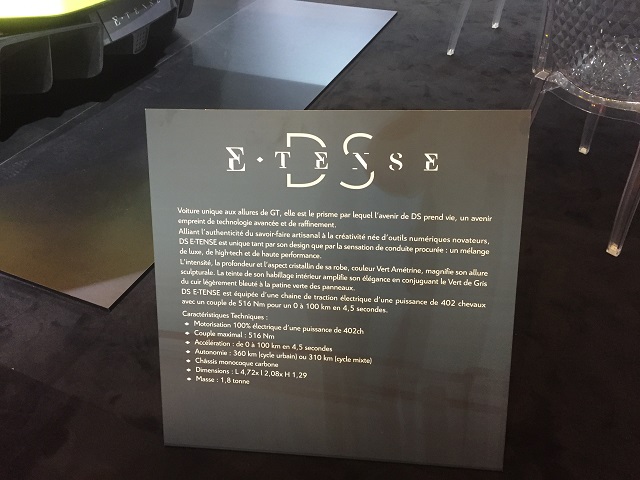 E-TENSE
DS
E·TENSE
Voiture unique aux allures de GT, elle est le prisme par lequel l'avenir de DS prend vie, un avenir
empreint de technologie avancée et de raffinement.
Alliant l'authenticité du savoir-faire artisanal à la créativité née d'outils numériques novateurs,
DS E-TENSE est unique tant par son design que par la sensation de conduite procurée : un mélange
de luxe, de high-tech et de haute performance.
L'intensité, la profondeur et l'aspect cristallin de sa robe, couleur Vert Amétrine, magnifie son allure
sculpturale. La teinte de son habillage intérieur amplifie son élégance en conjuguant le Vert de Gris
du cuir légèrement bleuté à la patine verte des panneaux.
DS E-TENSE est équipée d'une chaine de traction électrique d'une puissance de 402 chevaux
avec un couple de 516 Nm pour un 0 à 100 km en 4,5 secondes.
Caractéristiques Techniques :
Motorisation 100% électrique d'une puissance de 402ch
Couple maximal : 516 Nm
Accélération : de 0 à 100 km en 4,5 secondes
Autonomie : 360 km (cycle urbain) ou 310 km (cycle mixte)
Châssis monocoque carbone
Dimensions : L 4,72x l 2,08x H 1,29
Masse : 1,8 tonne